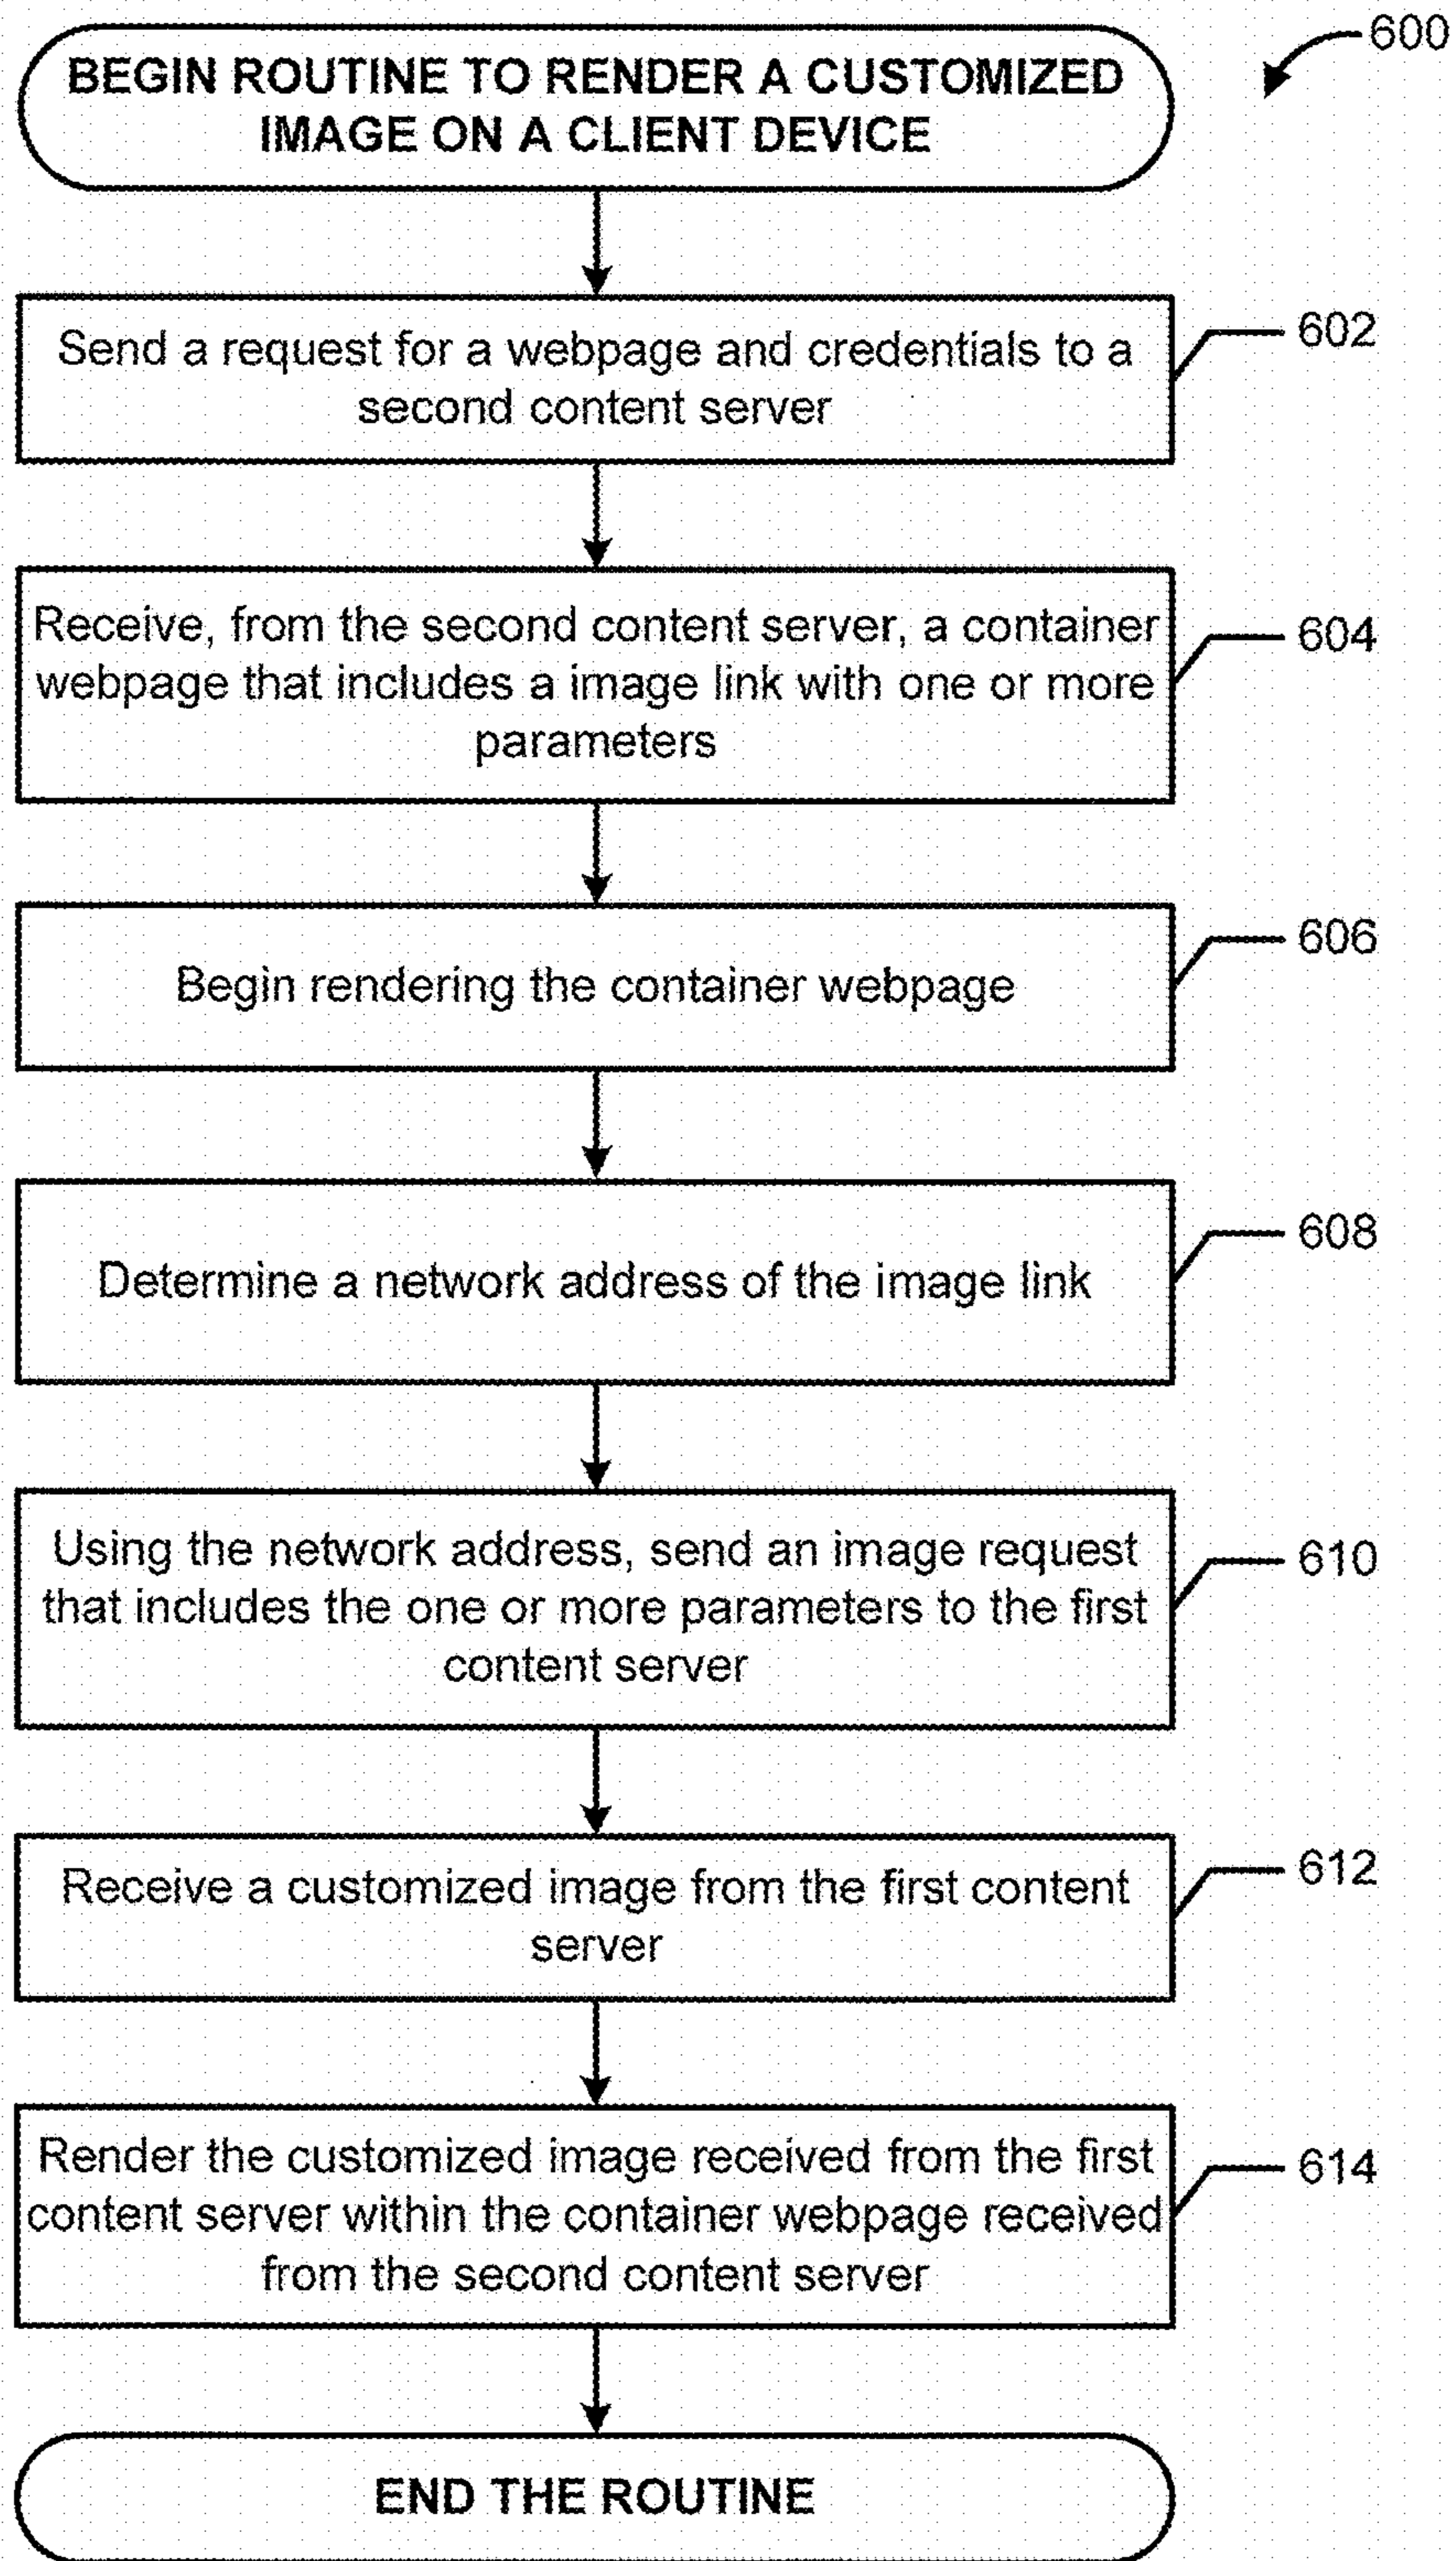 600
BEGIN ROUTINE TO RENDER A CUSTOMIZED
IMAGE ON A CLIENT DEVICE
Send a request for a webpage and credentials to a
second content server
602
Receive, from the second content server, a container
webpage that includes a image link with one or more
parameters
604
Begin rendering the container webpage
606
Determine a network address of the image link
608
Using the network address, send an image request
that includes the one or more parameters to the first
content server
610
Receive a customized image from the first content
server
612
Render the customized image received from the first
content server within the container webpage received
from the second content server
614
END THE ROUTINE